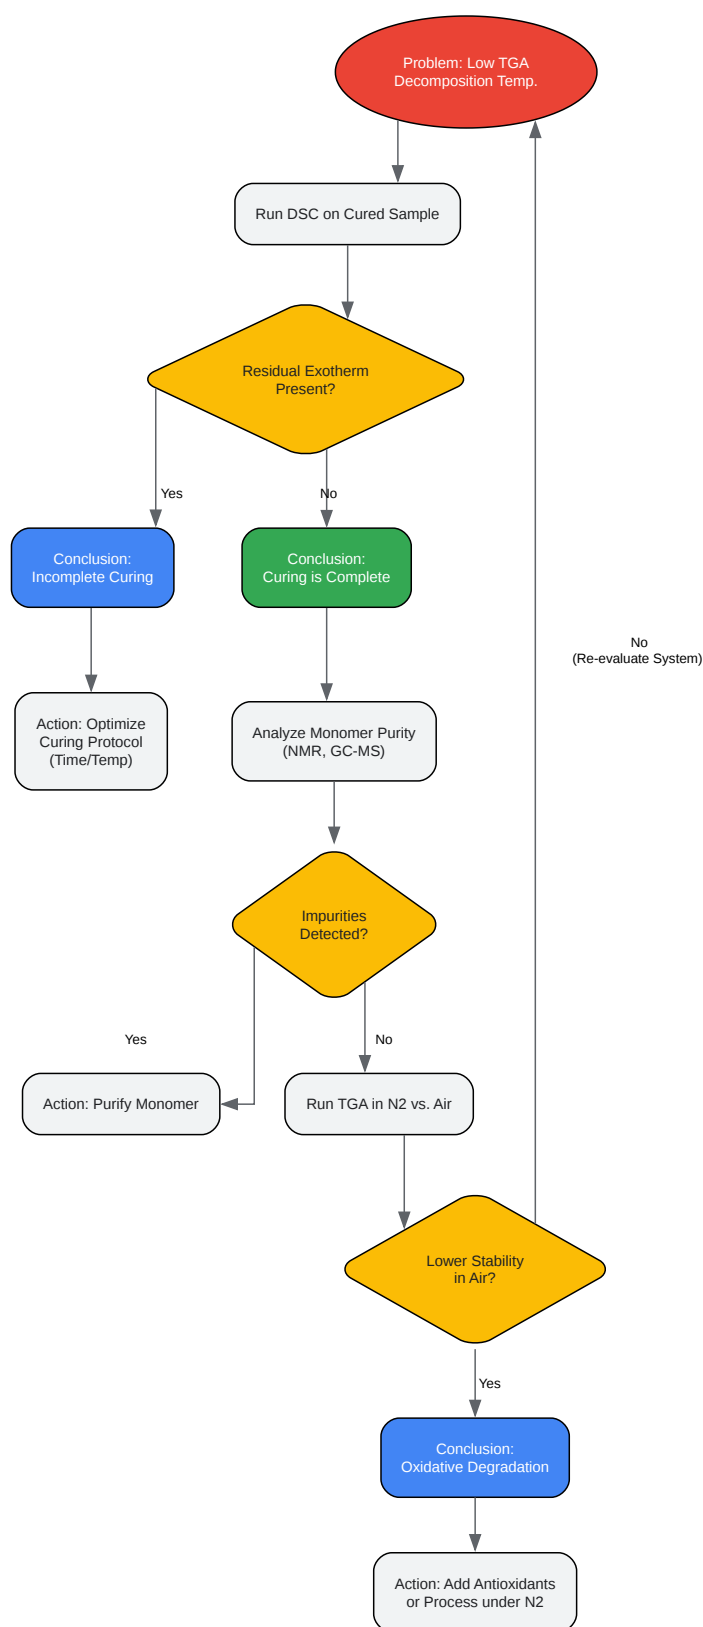 Problem: Low TGA
Decomposition Temp.
Run DSC on Cured Sample
Residual Exotherm
Present?
Yes
No
Conclusion:
Incomplete Curing
Conclusion:
Curing is Complete
No
(Re-evaluate System)
Action: Optimize
Curing Protocol
(Time/Temp)
Analyze Monomer Purity
(NMR, GC-MS)
Impurities
Detected?
Yes
No
Action: Purify Monomer
Run TGA in N2 vs. Air
Lower Stability
in Air?
Yes
Conclusion:
Oxidative Degradation
Action: Add Antioxidants
or Process under N2